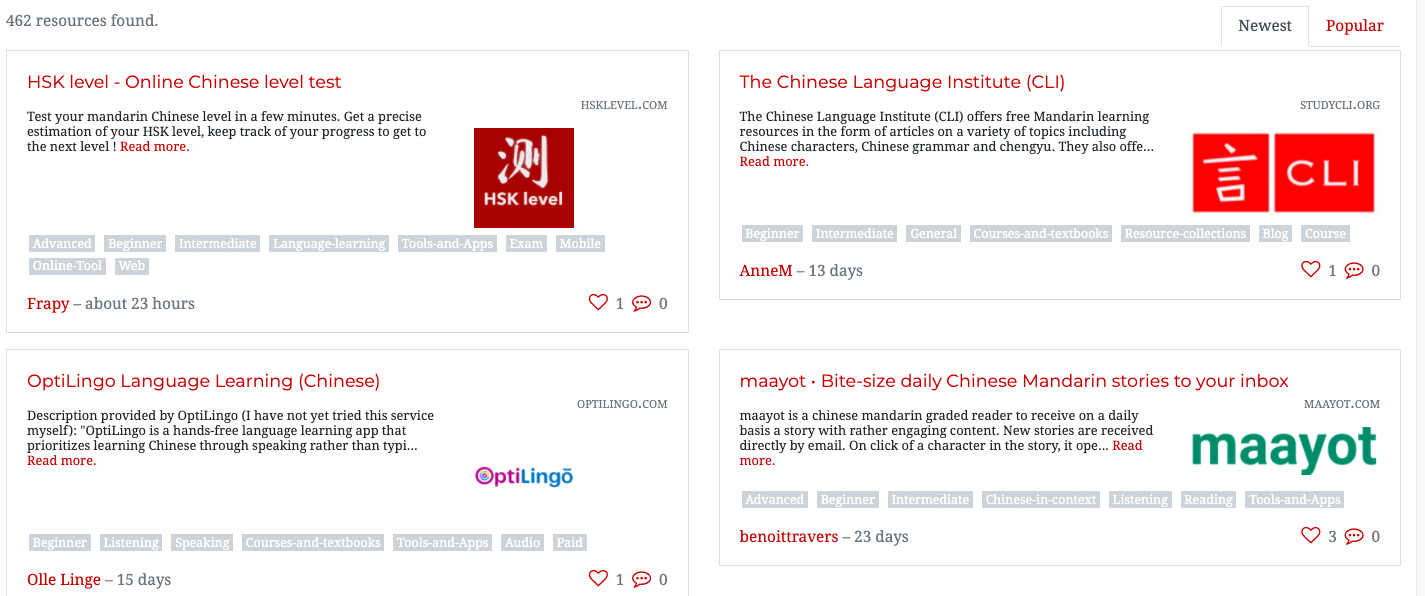 462 resources found.
Newest
Popular
HSK level - Online Chinese level test
HSKLEVEL.COM
Test your mandarin Chinese level in a few minutes. Get a precise
estimation of your HSK level, keep track of your progress to get to
the next level ! Read more.
测
HSK level
Advanced Beginner Intermediate Language-learning Tools-and-Apps Exam Mobile
Online-Tool Web
Frapy – about 23 hours
1 0
The Chinese Language Institute (CLI)
STUDYCLI.ORG
The Chinese Language Institute (CLI) offers free Mandarin learning
resources in the form of articles on a variety of topics including
Chinese characters, Chinese grammar and chengyu. They also offe...
Read more.
言 CLI
Beginner Intermediate General Courses-and-textbooks Resource-collections Blog Course
AnneM – 13 days
1 0
OptiLingo Language Learning (Chinese)
OPTILINGO.COM
Description provided by OptiLingo (I have not yet tried this service
myself): "OptiLingo is a hands-free language learning app that
prioritizes learning Chinese through speaking rather than typi...
Read more.
OptiLingō
Beginner Listening Speaking Courses-and-textbooks Tools-and-Apps Audio Paid
Olle Linge – 15 days
1 0
maayot • Bite-size daily Chinese Mandarin stories to your inbox
MAAYOT.COM
maayot is a chinese mandarin graded reader to receive on a daily
basis a story with rather engaging content. New stories are received
directly by email. On click of a character in the story, it ope... Read
more.
maayot
Advanced Beginner Intermediate Chinese-in-context Listening Reading Tools-and-Apps
benoittravers – 23 days
3 0